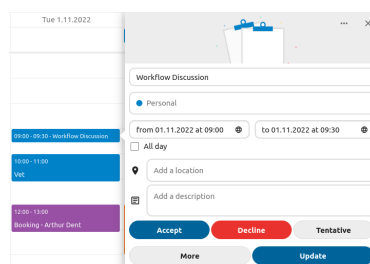 Tue 1.11.2022
09:00 - 09:30 - Workflow Discussion
10:00 - 11:00
Vet
12:00 - 13:00
Booking - Arthur Dent
Workflow Discussion
Personal
from 01.11.2022 at 09:00
to 01.11.2022 at 09:30
All day
Add a location
Add a description
Accept
Decline
Tentative
More
Update